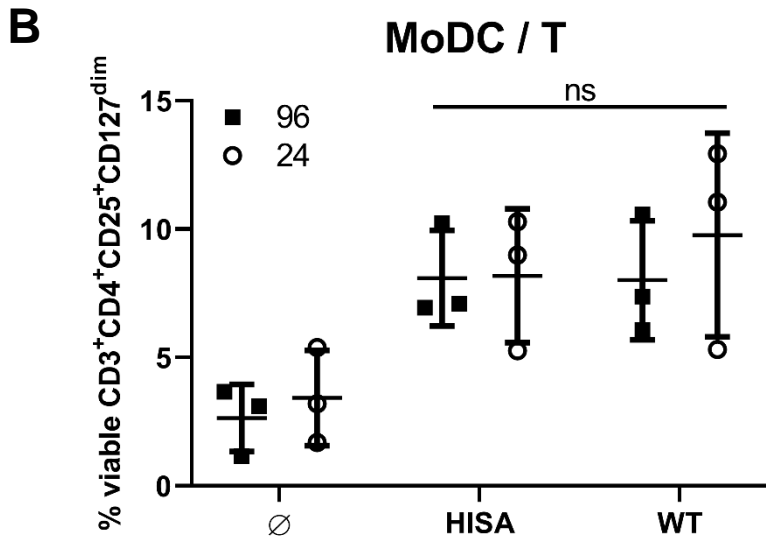 B
MoDC / T
% viable CD3⁺CD4⁺CD25⁺CD127ᵈⁱᵐ
15
10
5
0
96
24
ns
∅
HISA
WT